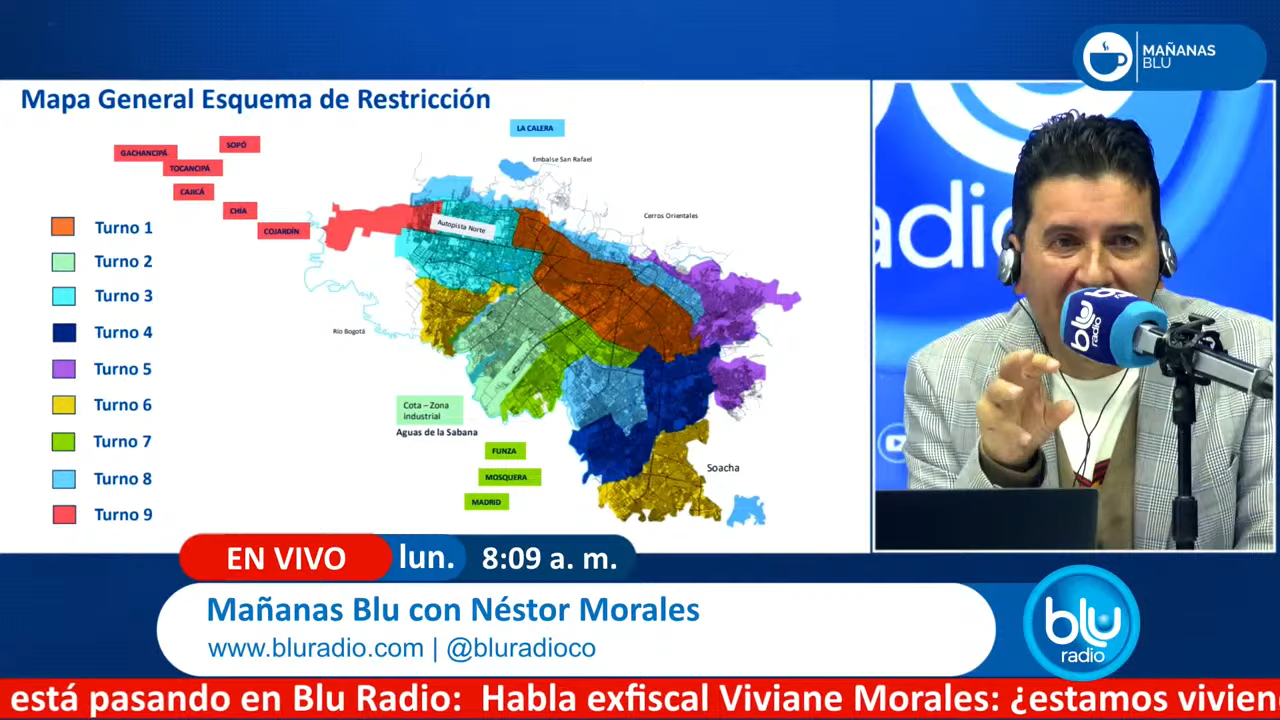 MAÑANAS
BLU
Mapa General Esquema de Restricción
LA CALERA
SOPÓ
GACHANCIPÁ
TOCANCIPÁ
CAJICÁ
CHÍA
COJARDÍN
Embalse San Rafael
Cerros Orientales
Autopista Norte
Río Bogotá
Turno 1
Turno 2
Turno 3
Turno 4
Turno 5
Turno 6
Turno 7
Turno 8
Turno 9
Cota – Zona
industrial
Aguas de la Sabana
FUNZA
MOSQUERA
MADRID
Soacha
adio
blu
radio
EN VIVO lun. 8:09 a. m.
Mañanas Blu con Néstor Morales
www.bluradio.com | @bluradioco
blu
radio
está pasando en Blu Radio: Habla exfiscal Viviane Morales: ¿estamos vivien